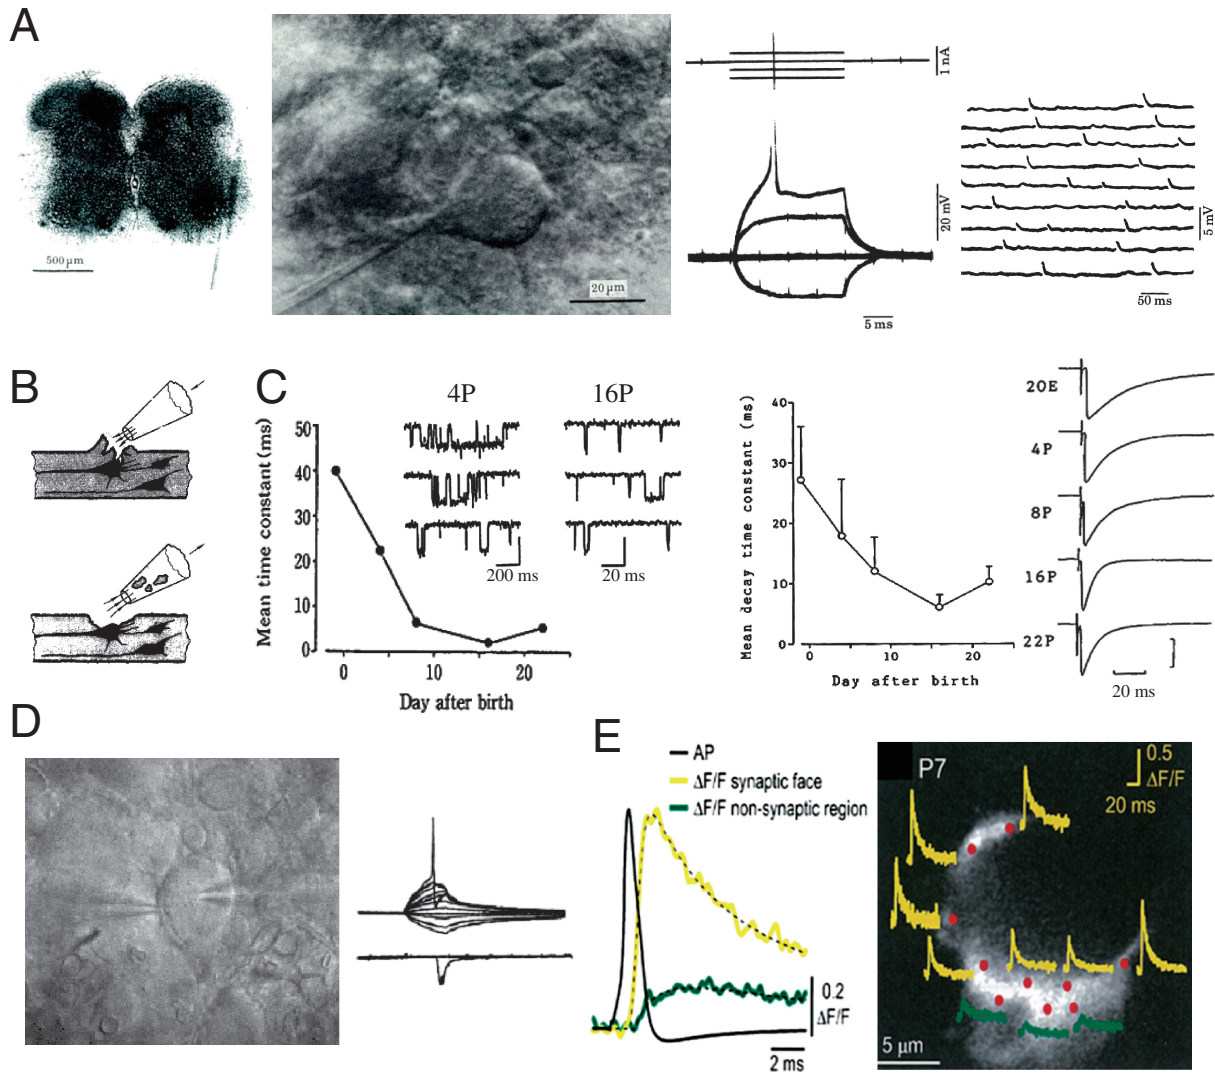 A
500 µm
20 µm
1 nA
20 mV
5 ms
5 mV
50 ms
B
C
Mean time constant (ms)
50
40
30
20
10
0
0
10
20
Day after birth
4P
16P
200 ms
20 ms
Mean decay time constant (ms)
40
30
20
10
0
0
10
20
Day after birth
20E
4P
8P
16P
22P
20 ms
D
E
AP
ΔF/F synaptic face
ΔF/F non-synaptic region
0.2
ΔF/F
2 ms
P7
0.5
ΔF/F
20 ms
5 µm